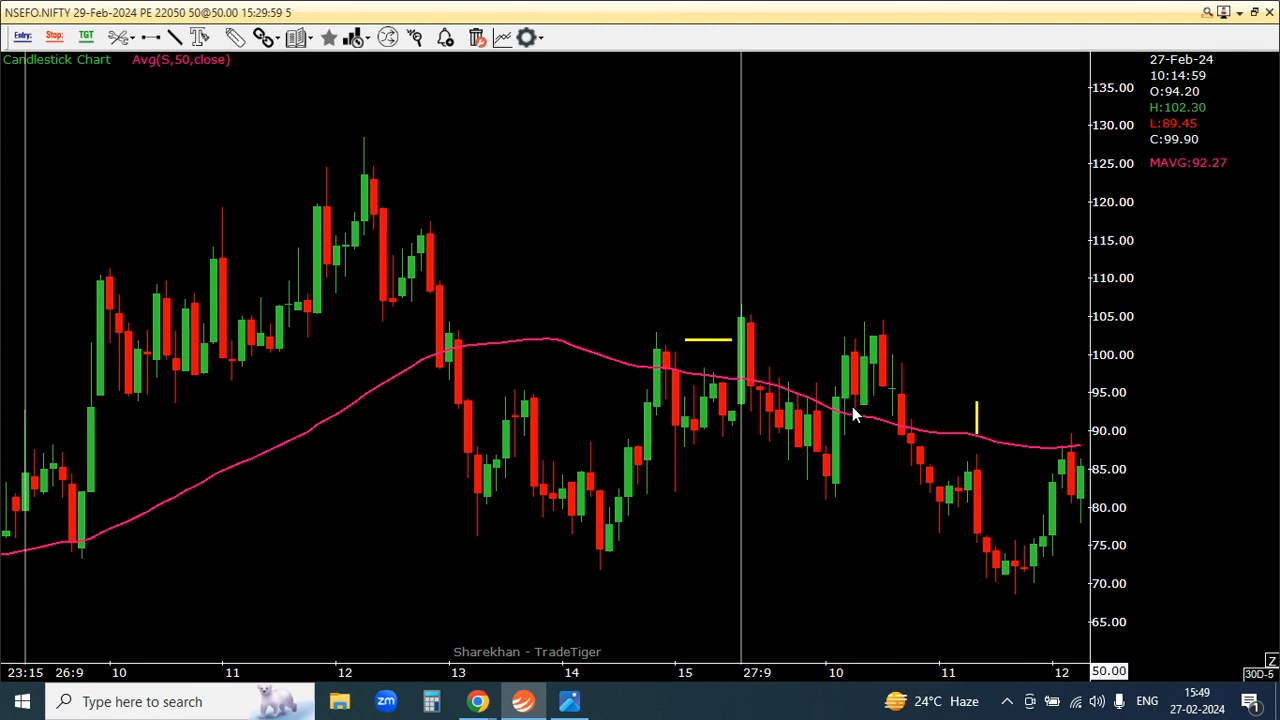 NSEFO.NIFTY 29-Feb-2024 PE 22050 50@50.00 15:29:59 5
Entry:
Stop:
TGT
Candlestick Chart Avg(S,50,close)
27-Feb-24
10:14:59
O:94.20
H:102.30
L:89.45
C:99.90
MAVG:92.27
135.00
130.00
125.00
120.00
115.00
110.00
105.00
100.00
95.00
90.00
85.00
80.00
75.00
70.00
65.00
50.00
Sharekhan - TradeTiger
23:15 26:9 10 11 12 13 14 15 27:9 10 11 12
Z
30D-5
Type here to search
zm
24°C Haze
ENG
15:49
27-02-2024
1